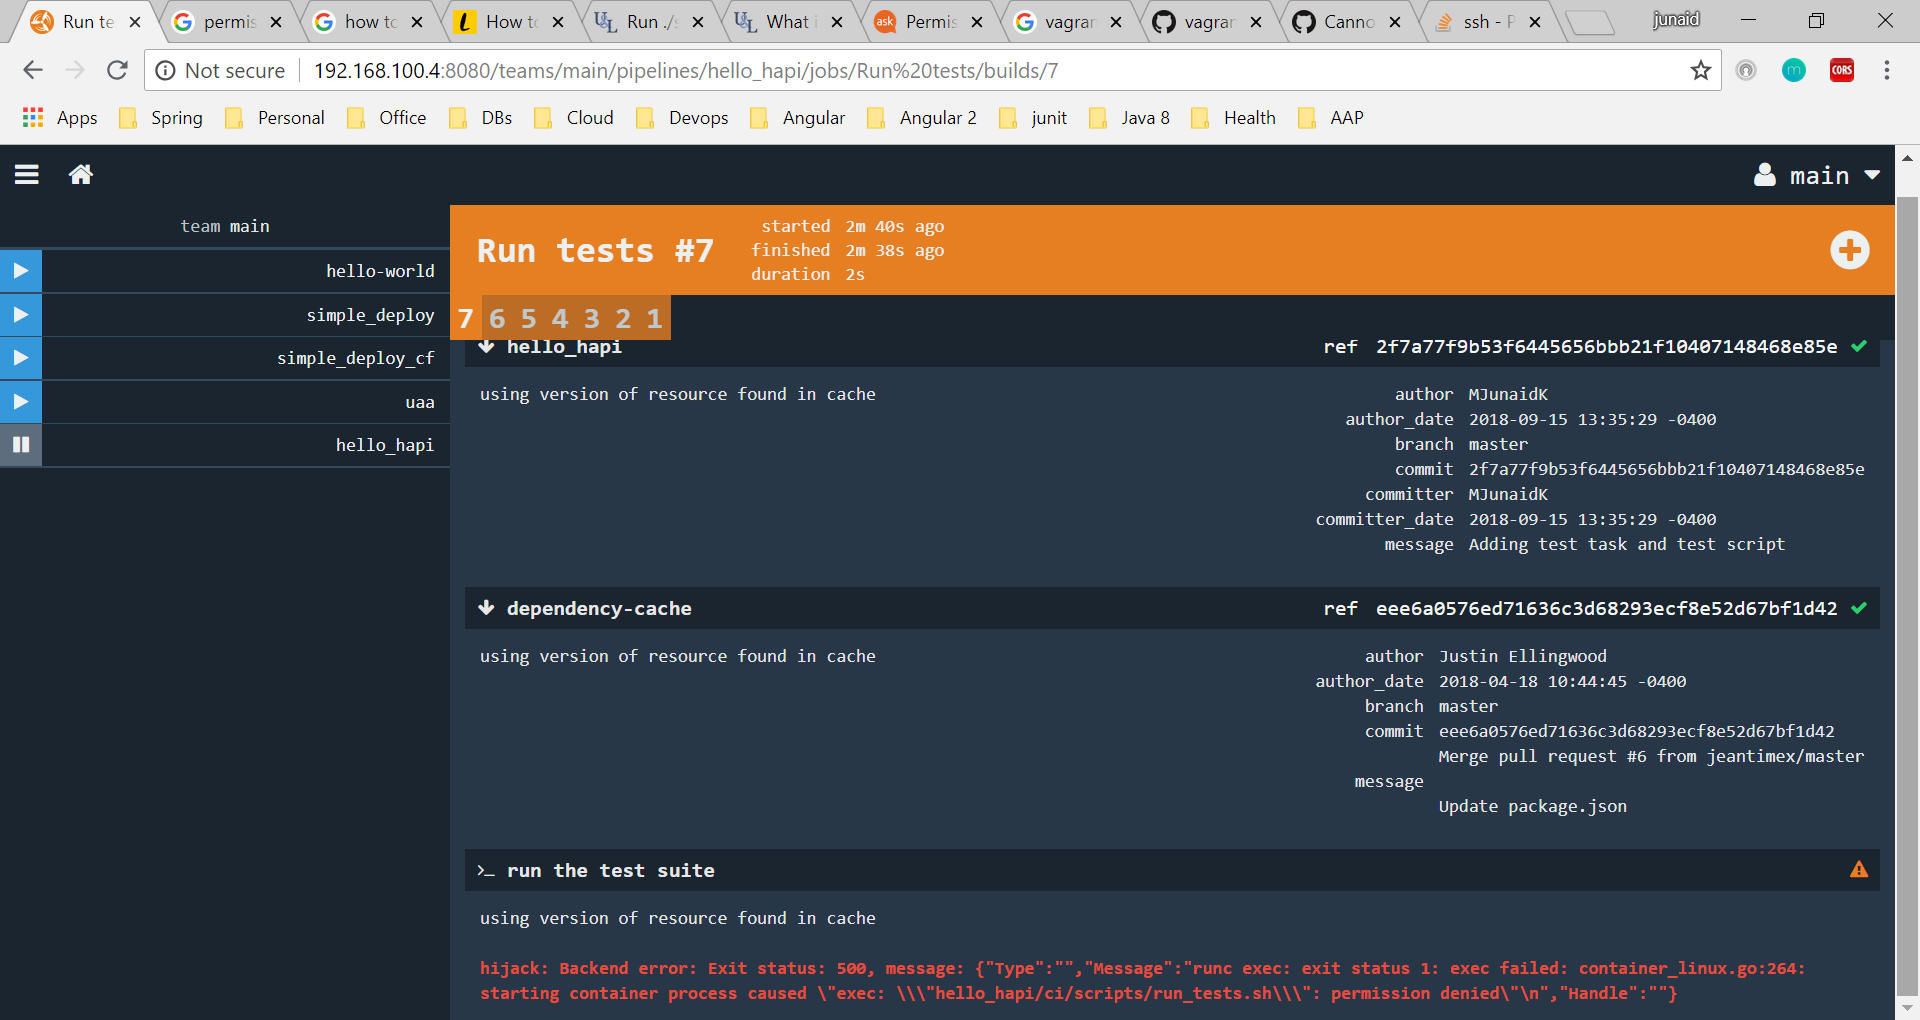 Run te
permis
how to
How to
Run ./s
What i
Permis
vagran
vagran
Canno
ssh - P
junaid
Not secure
192.168.100.4:8080/teams/main/pipelines/hello_hapi/jobs/Run%20tests/builds/7
m
CORS
Apps
Spring
Personal
Office
DBs
Cloud
Devops
Angular
Angular 2
junit
Java 8
Health
AAP
main
team main
hello-world
simple_deploy
simple_deploy_cf
uaa
hello_hapi
Run tests #7
started 2m 40s ago
finished 2m 38s ago
duration 2s
7 6 5 4 3 2 1
hello_hapi
ref 2f7a77f9b53f6445656bbb21f10407148468e85e
using version of resource found in cache
author MJunaidK
author_date 2018-09-15 13:35:29 -0400
branch master
commit 2f7a77f9b53f6445656bbb21f10407148468e85e
committer MJunaidK
committer_date 2018-09-15 13:35:29 -0400
message Adding test task and test script
dependency-cache
ref eee6a0576ed71636c3d68293ecf8e52d67bf1d42
using version of resource found in cache
author Justin Ellingwood
author_date 2018-04-18 10:44:45 -0400
branch master
commit eee6a0576ed71636c3d68293ecf8e52d67bf1d42
Merge pull request #6 from jeantimex/master
message
Update package.json
>_ run the test suite
using version of resource found in cache
hijack: Backend error: Exit status: 500, message: {"Type":"","Message":"runc exec: exit status 1: exec failed: container_linux.go:264:
starting container process caused \"exec: \\\"hello_hapi/ci/scripts/run_tests.sh\\\": permission denied\"\n","Handle":""}